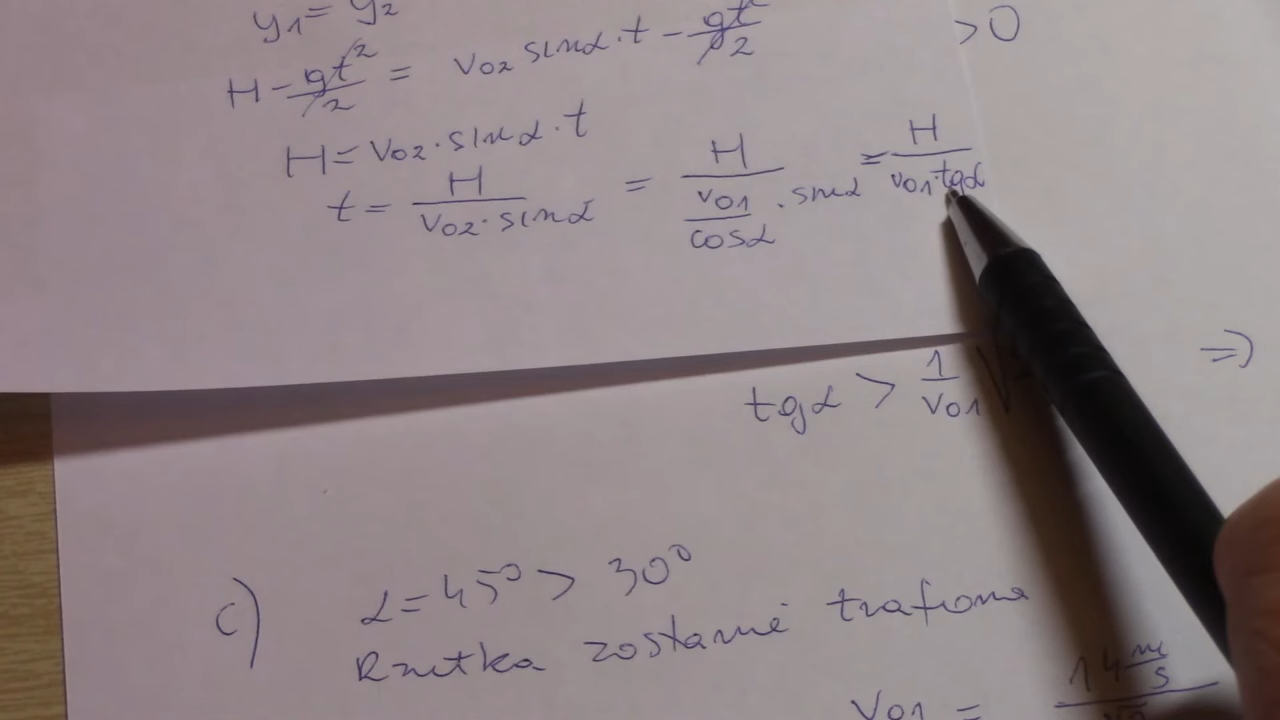 y₁ = y₂
H - gt²/2 = v₀₂ sinα · t - gt²/2
> 0
H = v₀₂ · sinα · t
t = H/(v₀₂ · sinα) = H/((v₀₁/cosα) · sinα) = H/(v₀₁ · tgα)
tgα > 1/v₀₁ √
⇒
c) α = 45° > 30°
Rzutka zostanie trafiona
v₀₁ = 14 m/s